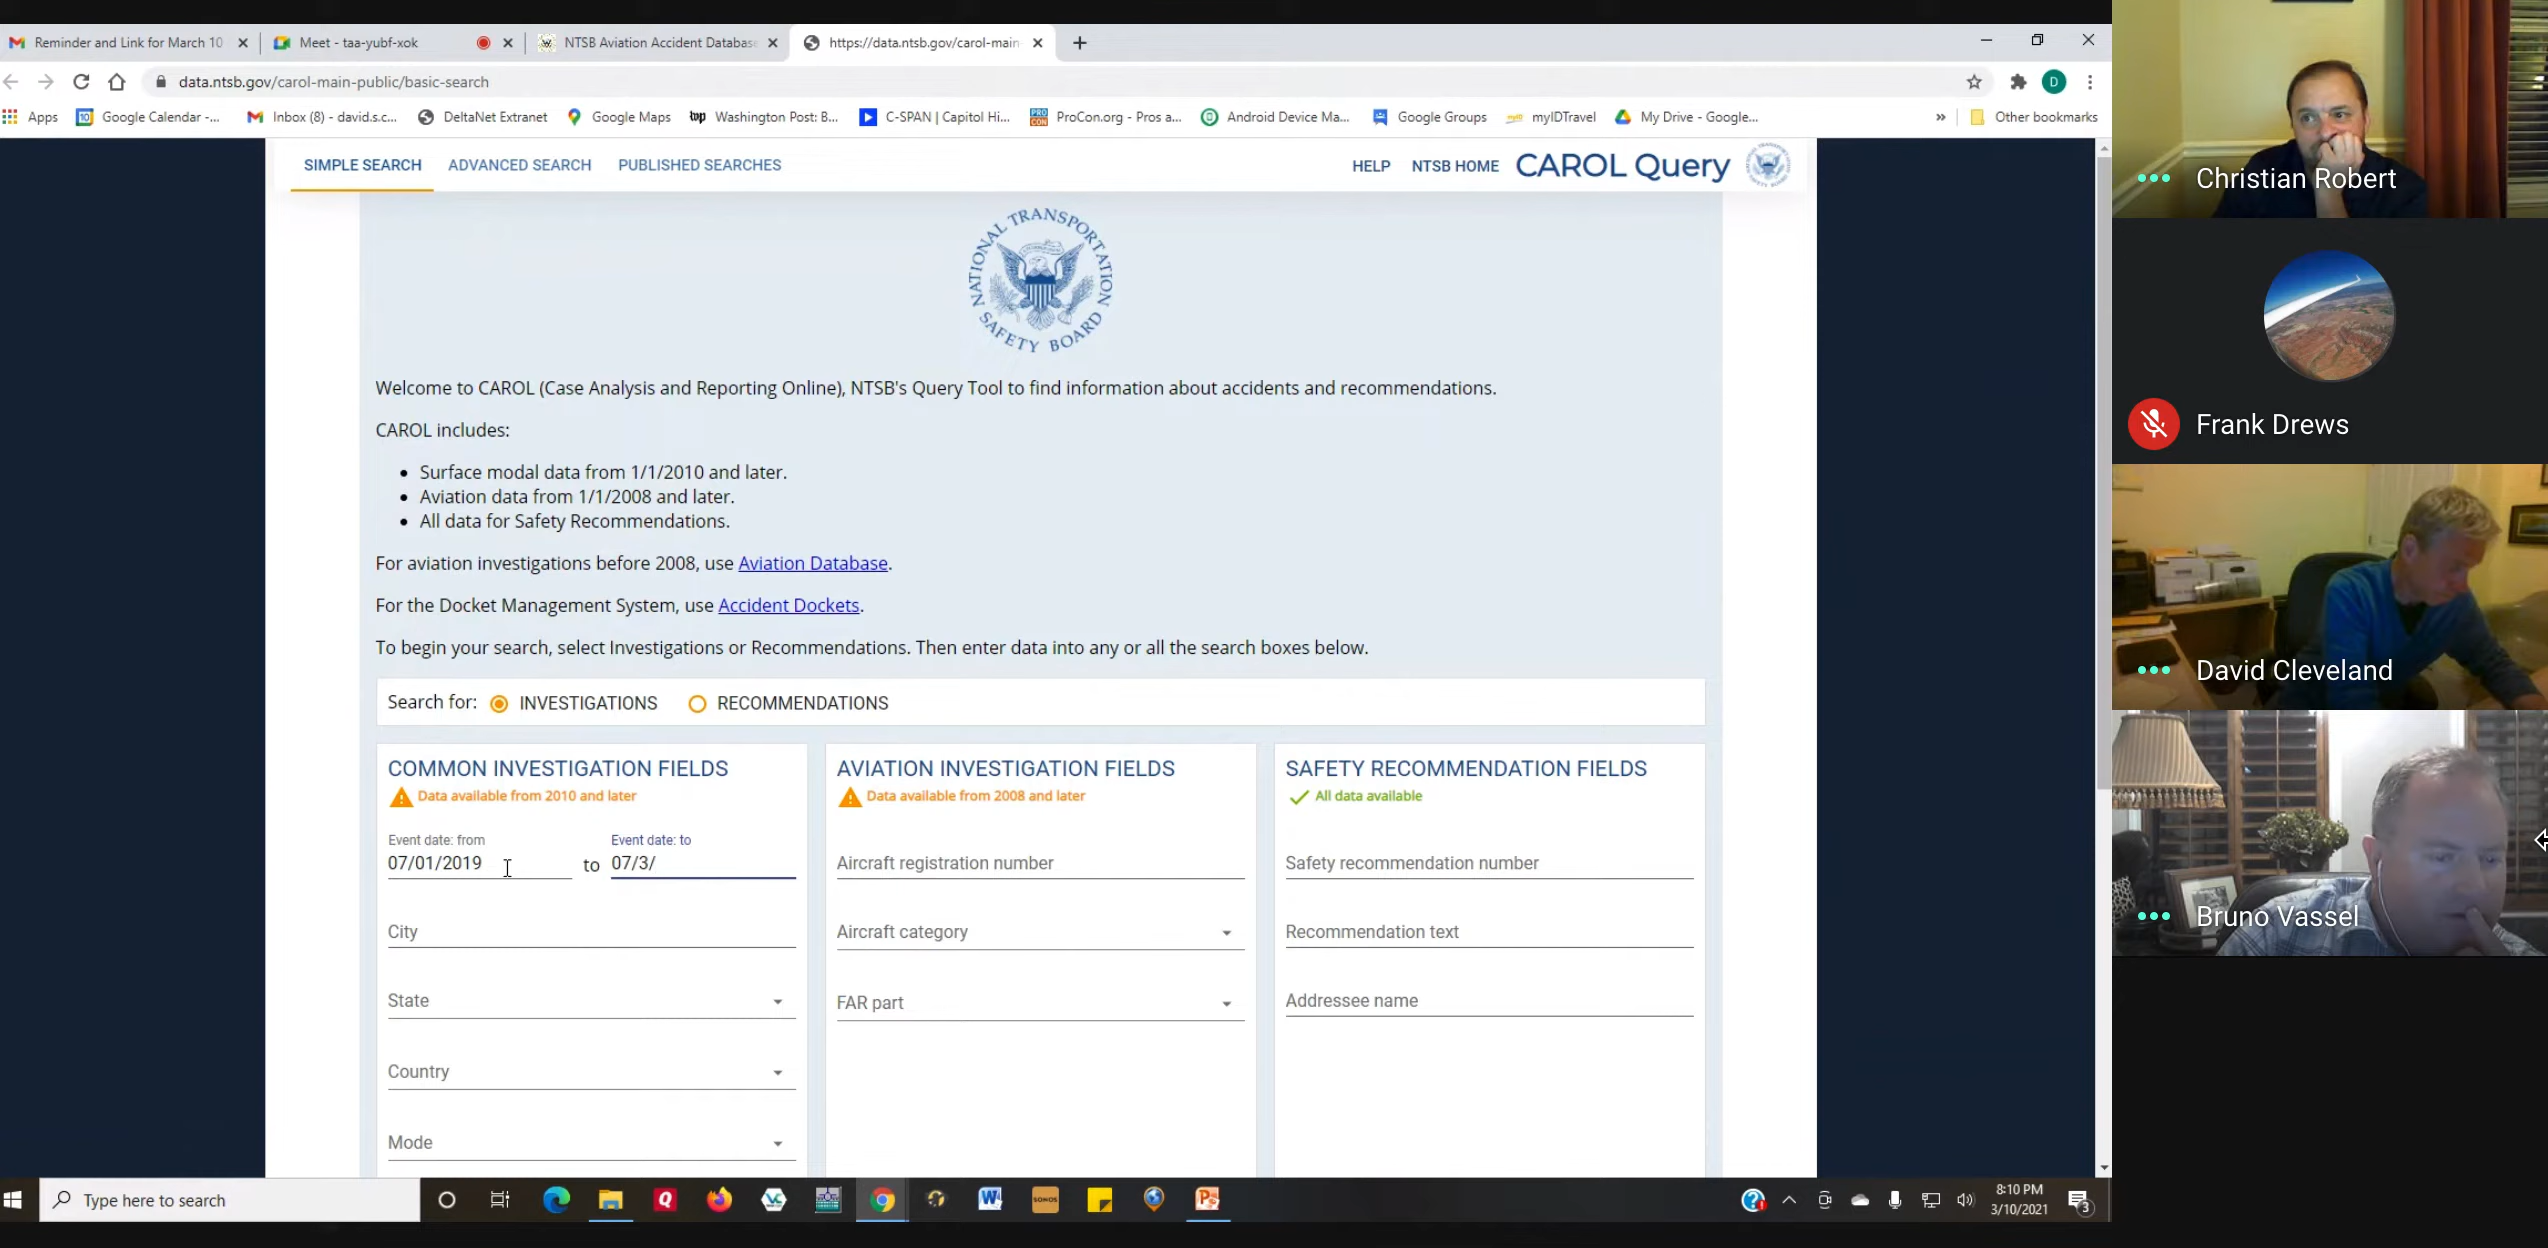 Reminder and Link for March 10
Meet - taa-yubf-xok
NTSB Aviation Accident Database
https://data.ntsb.gov/carol-main-
data.ntsb.gov/carol-main-public/basic-search
D
Apps
Google Calendar -...
Inbox (8) - david.s.c...
DeltaNet Extranet
Google Maps
wp Washington Post: B...
C-SPAN | Capitol Hi...
ProCon.org - Pros a...
Android Device Ma...
Google Groups
myIDTravel
My Drive - Google...
» Other bookmarks
SIMPLE SEARCH
ADVANCED SEARCH
PUBLISHED SEARCHES
HELP
NTSB HOME
CAROL Query
NATIONAL TRANSPORTATION
SAFETY BOARD
Welcome to CAROL (Case Analysis and Reporting Online), NTSB's Query Tool to find information about accidents and recommendations.
CAROL includes:
• Surface modal data from 1/1/2010 and later.
• Aviation data from 1/1/2008 and later.
• All data for Safety Recommendations.
For aviation investigations before 2008, use Aviation Database.
For the Docket Management System, use Accident Dockets.
To begin your search, select Investigations or Recommendations. Then enter data into any or all the search boxes below.
Search for: INVESTIGATIONS RECOMMENDATIONS
COMMON INVESTIGATION FIELDS
Data available from 2010 and later
Event date: from
07/01/2019
to
Event date: to
07/3/
City
State
Country
Mode
AVIATION INVESTIGATION FIELDS
Data available from 2008 and later
Aircraft registration number
Aircraft category
FAR part
SAFETY RECOMMENDATION FIELDS
All data available
Safety recommendation number
Recommendation text
Addressee name
Type here to search
SONOS
8:10 PM
3/10/2021
3
Christian Robert
Frank Drews
David Cleveland
Bruno Vassel